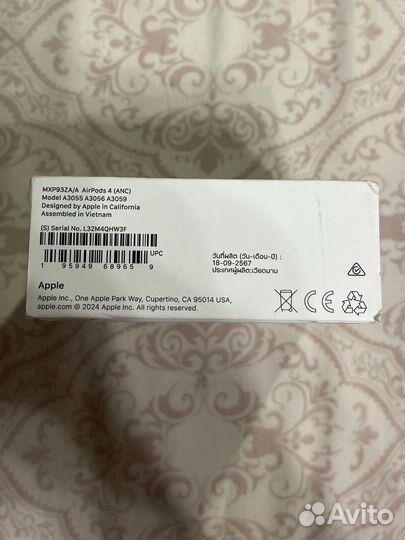 MXP93ZA/A AirPods 4 (ANC)
Model A3055 A3056 A3059
Designed by Apple in California
Assembled in Vietnam
(S) Serial No. L32M4QHW3F
UPC
1 95949 68965 9
วันที่ผลิต (วัน-เดือน-ปี) :
18-09-2567
ประเทศผู้ผลิต:เวียดนาม
Apple
Apple Inc., One Apple Park Way, Cupertino, CA 95014 USA,
apple.com © 2024 Apple Inc. All rights reserved.
CE
Avito